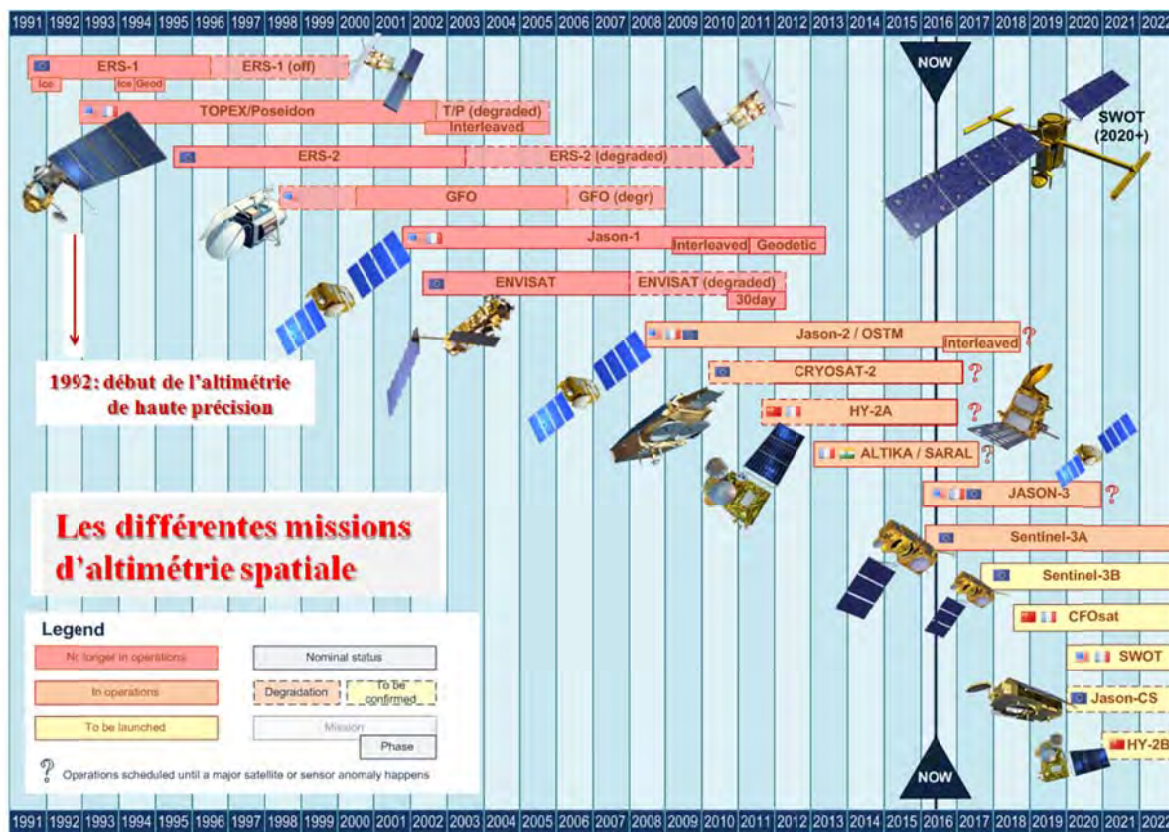 1991 1992 1993 1994 1995 1996 1997 1998 1999 2000 2001 2002 2003 2004 2005 2006 2007 2008 2009 2010 2011 2012 2013 2014 2015 2016 2017 2018 2019 2020 2021 2022
NOW
ERS-1 ERS-1 (off)
Ice Ice Geod
TOPEX/Poseidon T/P (degraded)
Interleaved
SWOT
(2020+)
ERS-2 ERS-2 (degraded)
GFO GFO (degr)
Jason-1
Interleaved Geodetic
ENVISAT ENVISAT (degraded)
30day
Jason-2 / OSTM ?
Interleaved
1992: début de l'altimétrie
de haute précision
CRYOSAT-2 ?
HY-2A ?
ALTIKA / SARAL ?
JASON-3 ?
Les différentes missions
d'altimétrie spatiale
Sentinel-3A
Sentinel-3B
CFOsat
SWOT
Jason-CS
HY-2B
Legend
Nr longer in operations
Nominal status
In operations
Degradation
To be
confirmed
To be launched
Mission
Phase
? Operations scheduled until a major satellite or sensor anomaly happens
NOW
1991 1992 1993 1994 1995 1996 1997 1998 1999 2000 2001 2002 2003 2004 2005 2006 2007 2008 2009 2010 2011 2012 2013 2014 2015 2016 2017 2018 2019 2020 2021 2022